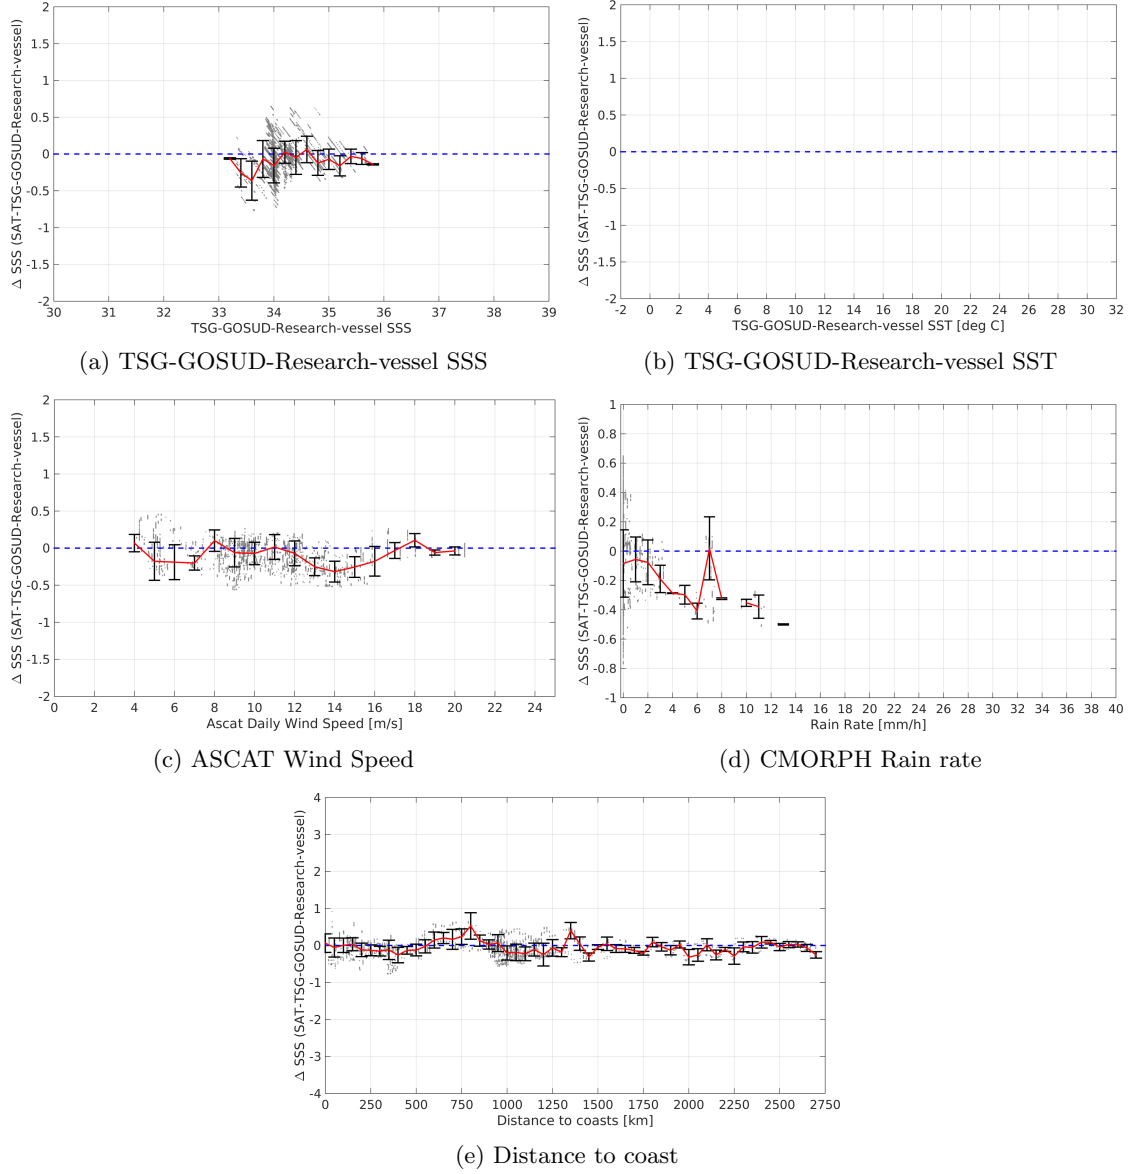 Δ SSS (SAT-TSG-GOSUD-Research-vessel)
2
1.5
1
0.5
0
-0.5
-1
-1.5
-2
30 31 32 33 34 35 36 37 38 39
TSG-GOSUD-Research-vessel SSS
(a) TSG-GOSUD-Research-vessel SSS
Δ SSS (SAT-TSG-GOSUD-Research-vessel)
2
1.5
1
0.5
0
-0.5
-1
-1.5
-2
-2 0 2 4 6 8 10 12 14 16 18 20 22 24 26 28 30 32
TSG-GOSUD-Research-vessel SST [deg C]
(b) TSG-GOSUD-Research-vessel SST
Δ SSS (SAT-TSG-GOSUD-Research-vessel)
2
1.5
1
0.5
0
-0.5
-1
-1.5
-2
0 2 4 6 8 10 12 14 16 18 20 22 24
Ascat Daily Wind Speed [m/s]
(c) ASCAT Wind Speed
Δ SSS (SAT-TSG-GOSUD-Research-vessel)
1
0.8
0.6
0.4
0.2
0
-0.2
-0.4
-0.6
-0.8
-1
0 2 4 6 8 10 12 14 16 18 20 22 24 26 28 30 32 34 36 38 40
Rain Rate [mm/h]
(d) CMORPH Rain rate
Δ SSS (SAT-TSG-GOSUD-Research-vessel)
4
3
2
1
0
-1
-2
-3
-4
0 250 500 750 1000 1250 1500 1750 2000 2250 2500 2750
Distance to coasts [km]
(e) Distance to coast